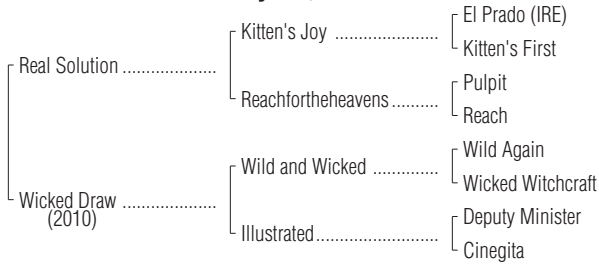 El Prado (IRE)
Kitten's Joy ...................
Kitten's First
Real Solution .....................
Pulpit
Reachfortheheavens ..........
Reach
Wild Again
Wild and Wicked ..............
Wicked Witchcraft
Wicked Draw .....................
(2010)
Deputy Minister
Illustrated..........................
Cinegita